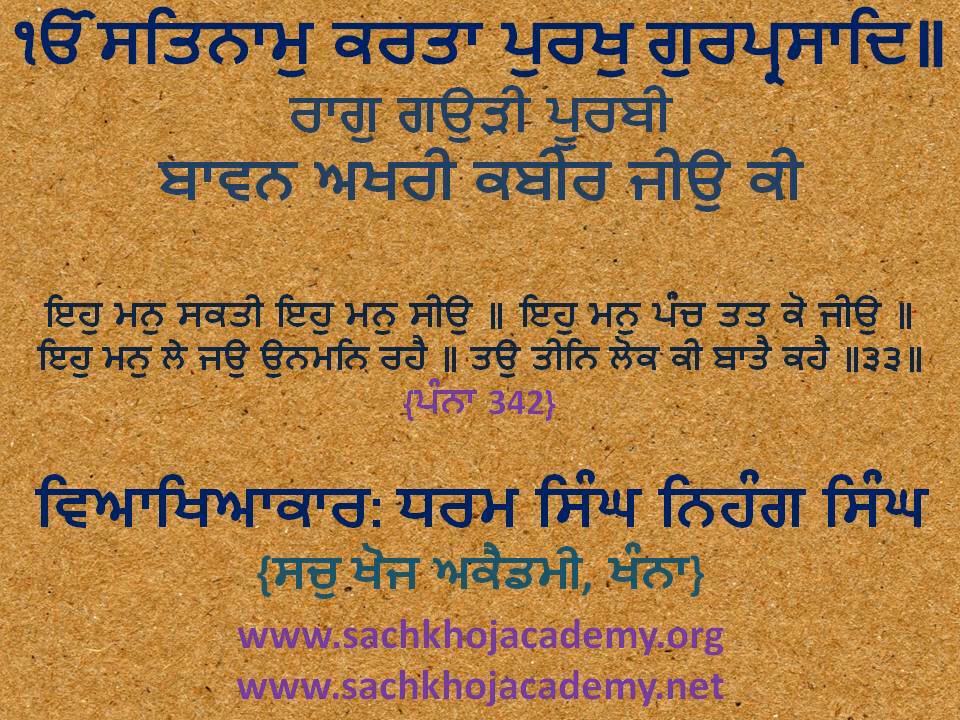 ੴ ਸਤਿਨਾਮੁ ਕਰਤਾ ਪੁਰਖੁ ਗੁਰਪ੍ਰਸਾਦਿ॥
ਰਾਗੁ ਗਉੜੀ ਪੂਰਬੀ
ਬਾਵਨ ਅਖਰੀ ਕਬੀਰ ਜੀਉ ਕੀ
ਇਹੁ ਮਨੁ ਸਕਤੀ ਇਹੁ ਮਨੁ ਸੀਉ ॥ ਇਹੁ ਮਨੁ ਪੰਚ ਤਤ ਕੋ ਜੀਉ ॥
ਇਹੁ ਮਨੁ ਲੇ ਜਉ ਉਨਮਨਿ ਰਹੈ ॥ ਤਉ ਤੀਨਿ ਲੋਕ ਕੀ ਬਾਤੈ ਕਹੈ ॥੩੩॥
{ਪੰਨਾ 342}
ਵਿਆਖਿਆਕਾਰ: ਧਰਮ ਸਿੰਘ ਨਿਹੰਗ ਸਿੰਘ
{ਸਚੁ ਖੋਜ ਅਕੈਡਮੀ, ਖੰਨਾ}
www.sachkhojacademy.org
www.sachkhojacademy.net